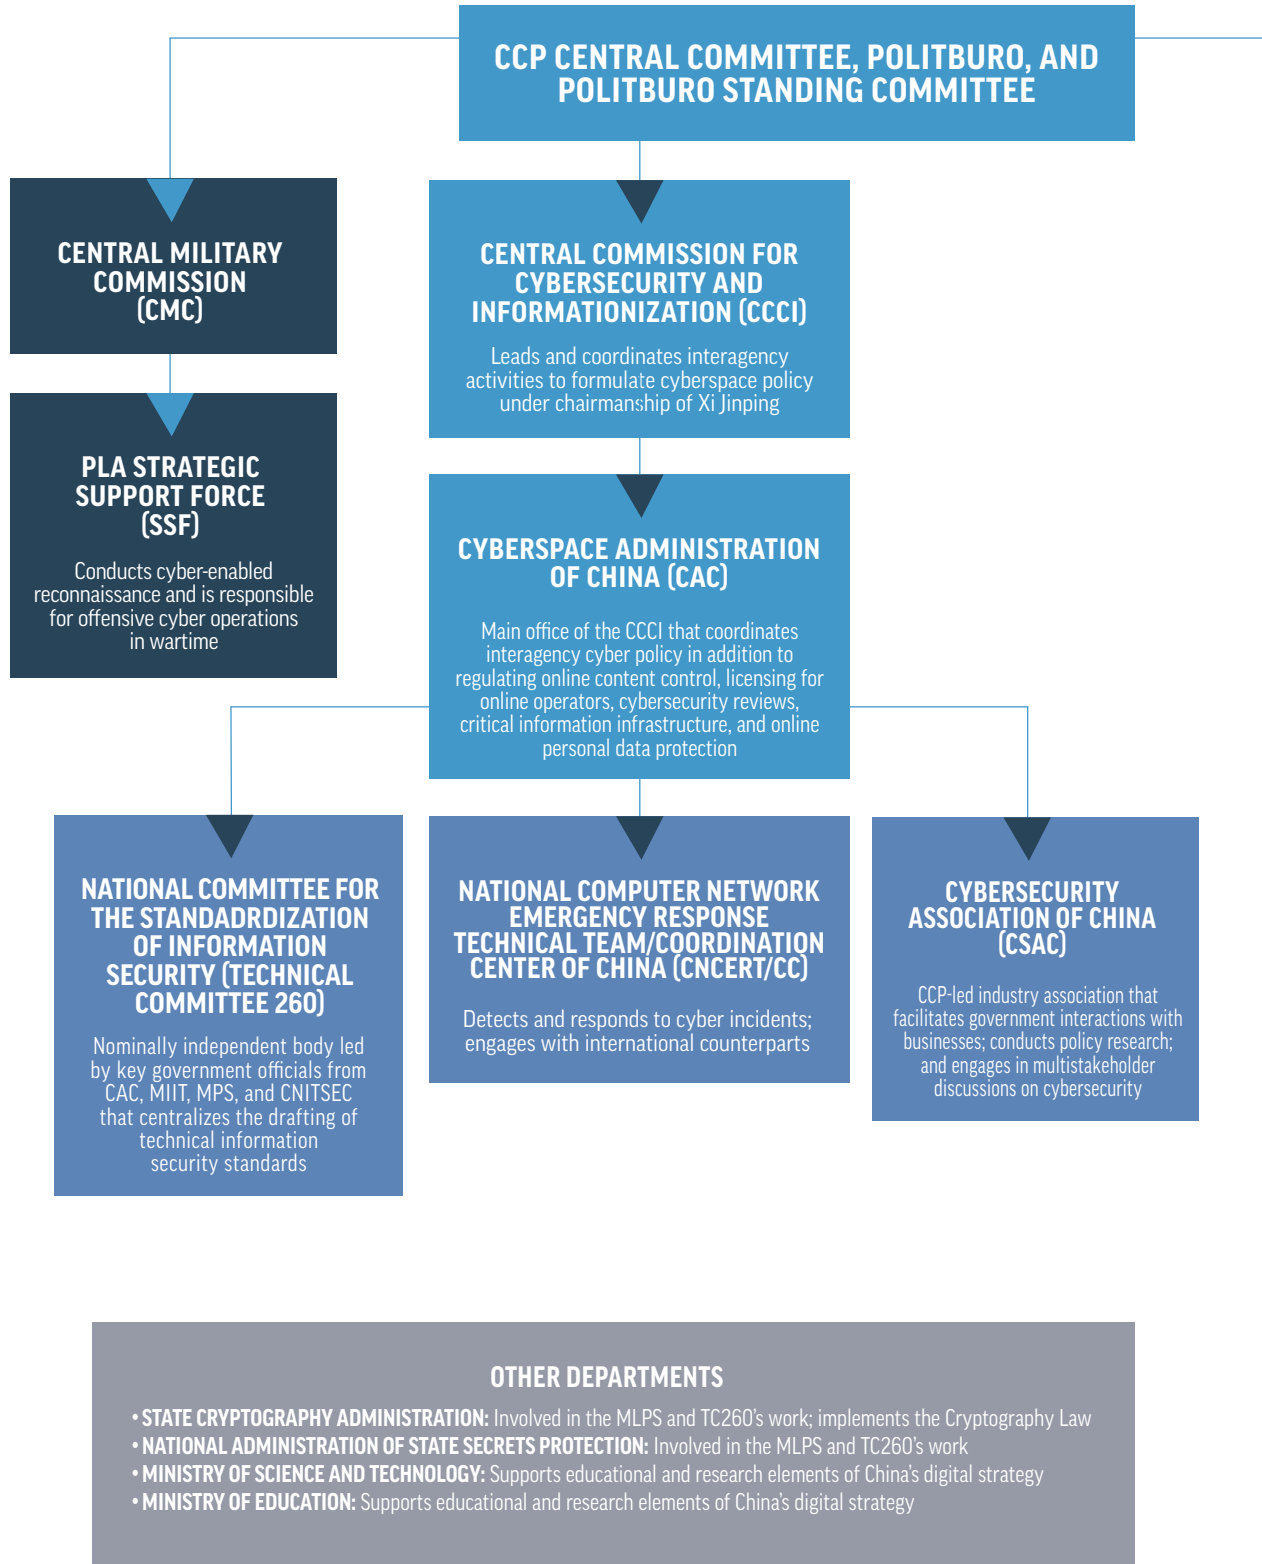 CCP CENTRAL COMMITTEE, POLITBURO, AND
POLITBURO STANDING COMMITTEE
CENTRAL MILITARY
COMMISSION
(CMC)
PLA STRATEGIC
SUPPORT FORCE
(SSF)
Conducts cyber-enabled
reconnaissance and is responsible
for offensive cyber operations
in wartime
CENTRAL COMMISSION FOR
CYBERSECURITY AND
INFORMATIONIZATION (CCCI)
Leads and coordinates interagency
activities to formulate cyberspace policy
under chairmanship of Xi Jinping
CYBERSPACE ADMINISTRATION
OF CHINA (CAC)
Main office of the CCCI that coordinates
interagency cyber policy in addition to
regulating online content control, licensing for
online operators, cybersecurity reviews,
critical information infrastructure, and online
personal data protection
NATIONAL COMMITTEE FOR
THE STANDADRDIZATION
OF INFORMATION
SECURITY (TECHNICAL
COMMITTEE 260)
Nominally independent body led
by key government officials from
CAC, MIIT, MPS, and CNITSEC
that centralizes the drafting of
technical information
security standards
NATIONAL COMPUTER NETWORK
EMERGENCY RESPONSE
TECHNICAL TEAM/COORDINATION
CENTER OF CHINA (CNCERT/CC)
Detects and responds to cyber incidents;
engages with international counterparts
CYBERSECURITY
ASSOCIATION OF CHINA
(CSAC)
CCP-led industry association that
facilitates government interactions with
businesses; conducts policy research;
and engages in multistakeholder
discussions on cybersecurity
OTHER DEPARTMENTS
• STATE CRYPTOGRAPHY ADMINISTRATION: Involved in the MLPS and TC260's work; implements the Cryptography Law
• NATIONAL ADMINISTRATION OF STATE SECRETS PROTECTION: Involved in the MLPS and TC260's work
• MINISTRY OF SCIENCE AND TECHNOLOGY: Supports educational and research elements of China's digital strategy
• MINISTRY OF EDUCATION: Supports educational and research elements of China's digital strategy